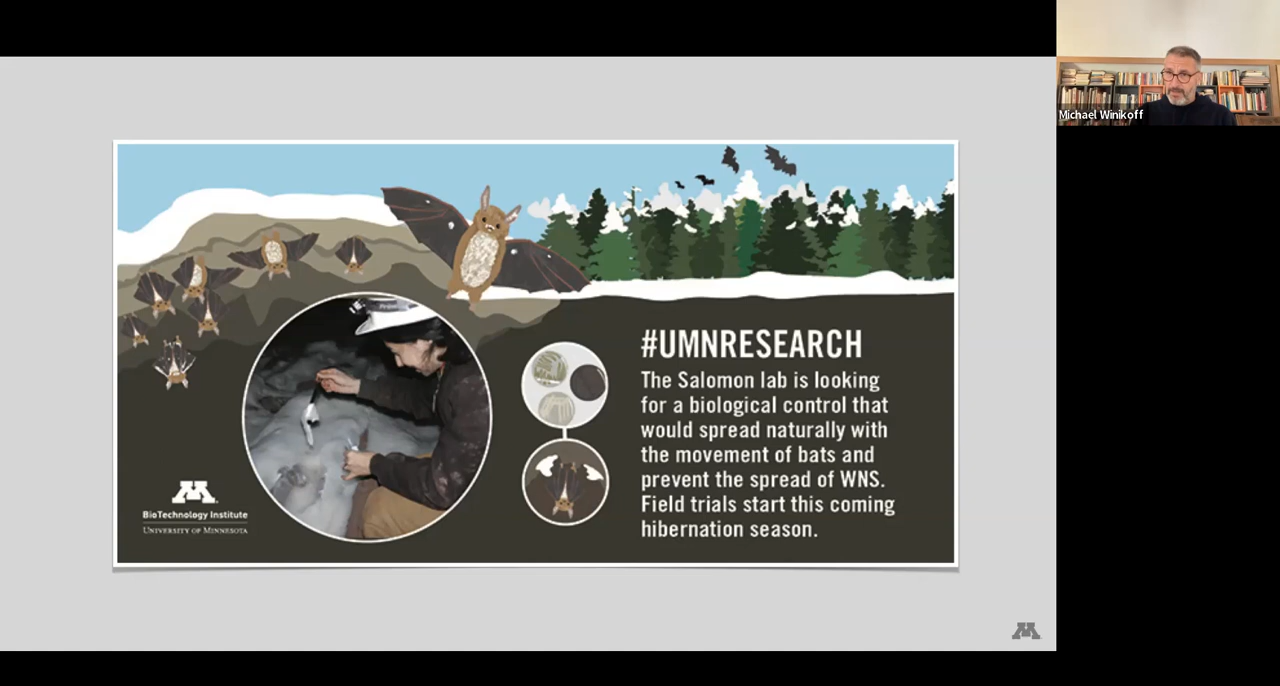 Michael Winikoff
#UMNRESEARCH
The Salomon lab is looking
for a biological control that
would spread naturally with
the movement of bats and
prevent the spread of WNS.
Field trials start this coming
hibernation season.
BioTechnology Institute
UNIVERSITY OF MINNESOTA